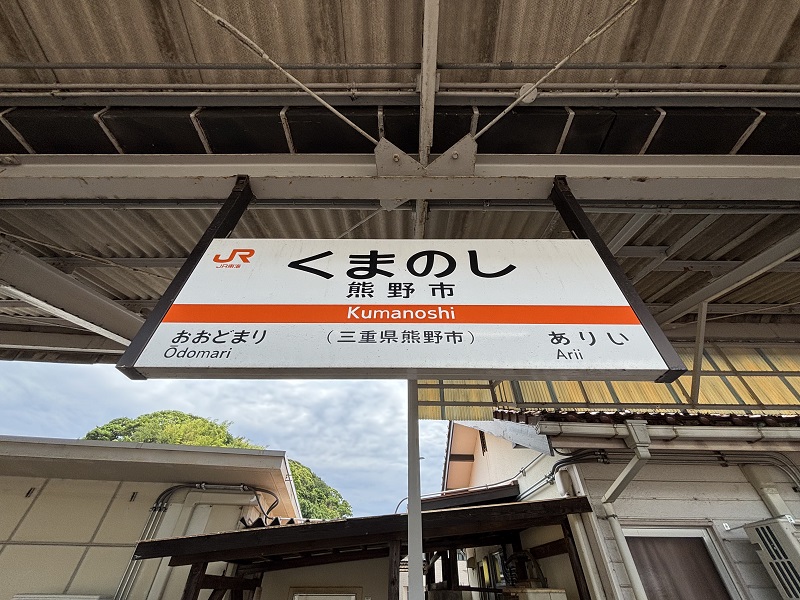 JR
JR東海
くまのし
熊野市
Kumanoshi
おおどまり
Ōdomari
（三重県熊野市）
ありい
Arii